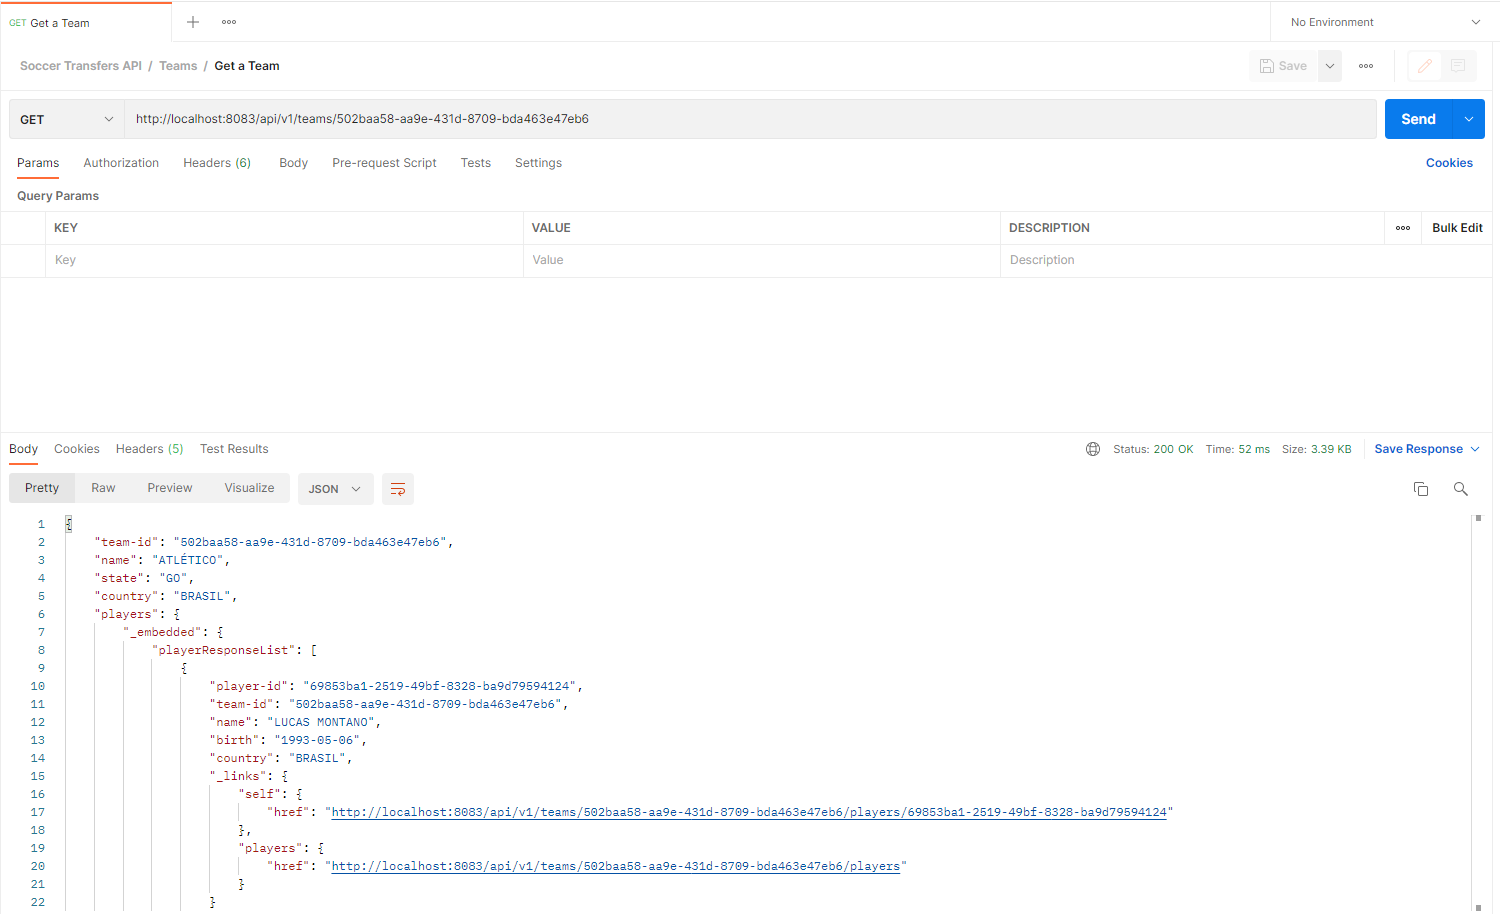 GET Get a Team
No Environment
Soccer Transfers API / Teams / Get a Team
Save
GET
http://localhost:8083/api/v1/teams/502baa58-aa9e-431d-8709-bda463e47eb6
Send
Params Authorization Headers (6) Body Pre-request Script Tests Settings Cookies
Query Params
KEY VALUE DESCRIPTION Bulk Edit
Key Value Description
Body Cookies Headers (5) Test Results Status: 200 OK Time: 52 ms Size: 3.39 KB Save Response
Pretty Raw Preview Visualize JSON
1 {
2 "team-id": "502baa58-aa9e-431d-8709-bda463e47eb6",
3 "name": "ATLÉTICO",
4 "state": "GO",
5 "country": "BRASIL",
6 "players": {
7 "_embedded": {
8 "playerResponseList": [
9 {
10 "player-id": "69853ba1-2519-49bf-8328-ba9d79594124",
11 "team-id": "502baa58-aa9e-431d-8709-bda463e47eb6",
12 "name": "LUCAS MONTANO",
13 "birth": "1993-05-06",
14 "country": "BRASIL",
15 "_links": {
16 "self": {
17 "href": "http://localhost:8083/api/v1/teams/502baa58-aa9e-431d-8709-bda463e47eb6/players/69853ba1-2519-49bf-8328-ba9d79594124"
18 },
19 "players": {
20 "href": "http://localhost:8083/api/v1/teams/502baa58-aa9e-431d-8709-bda463e47eb6/players"
21 }
22 }